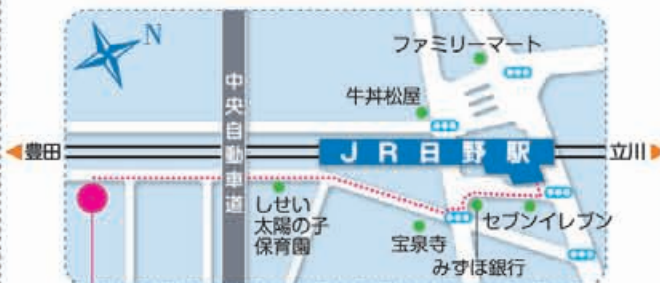 N
ファミリーマート
中央自動車道
牛丼松屋
豊田
JR日野駅
立川
しせい
太陽の子
保育園
宝泉寺
セブンイレブン
みずほ銀行